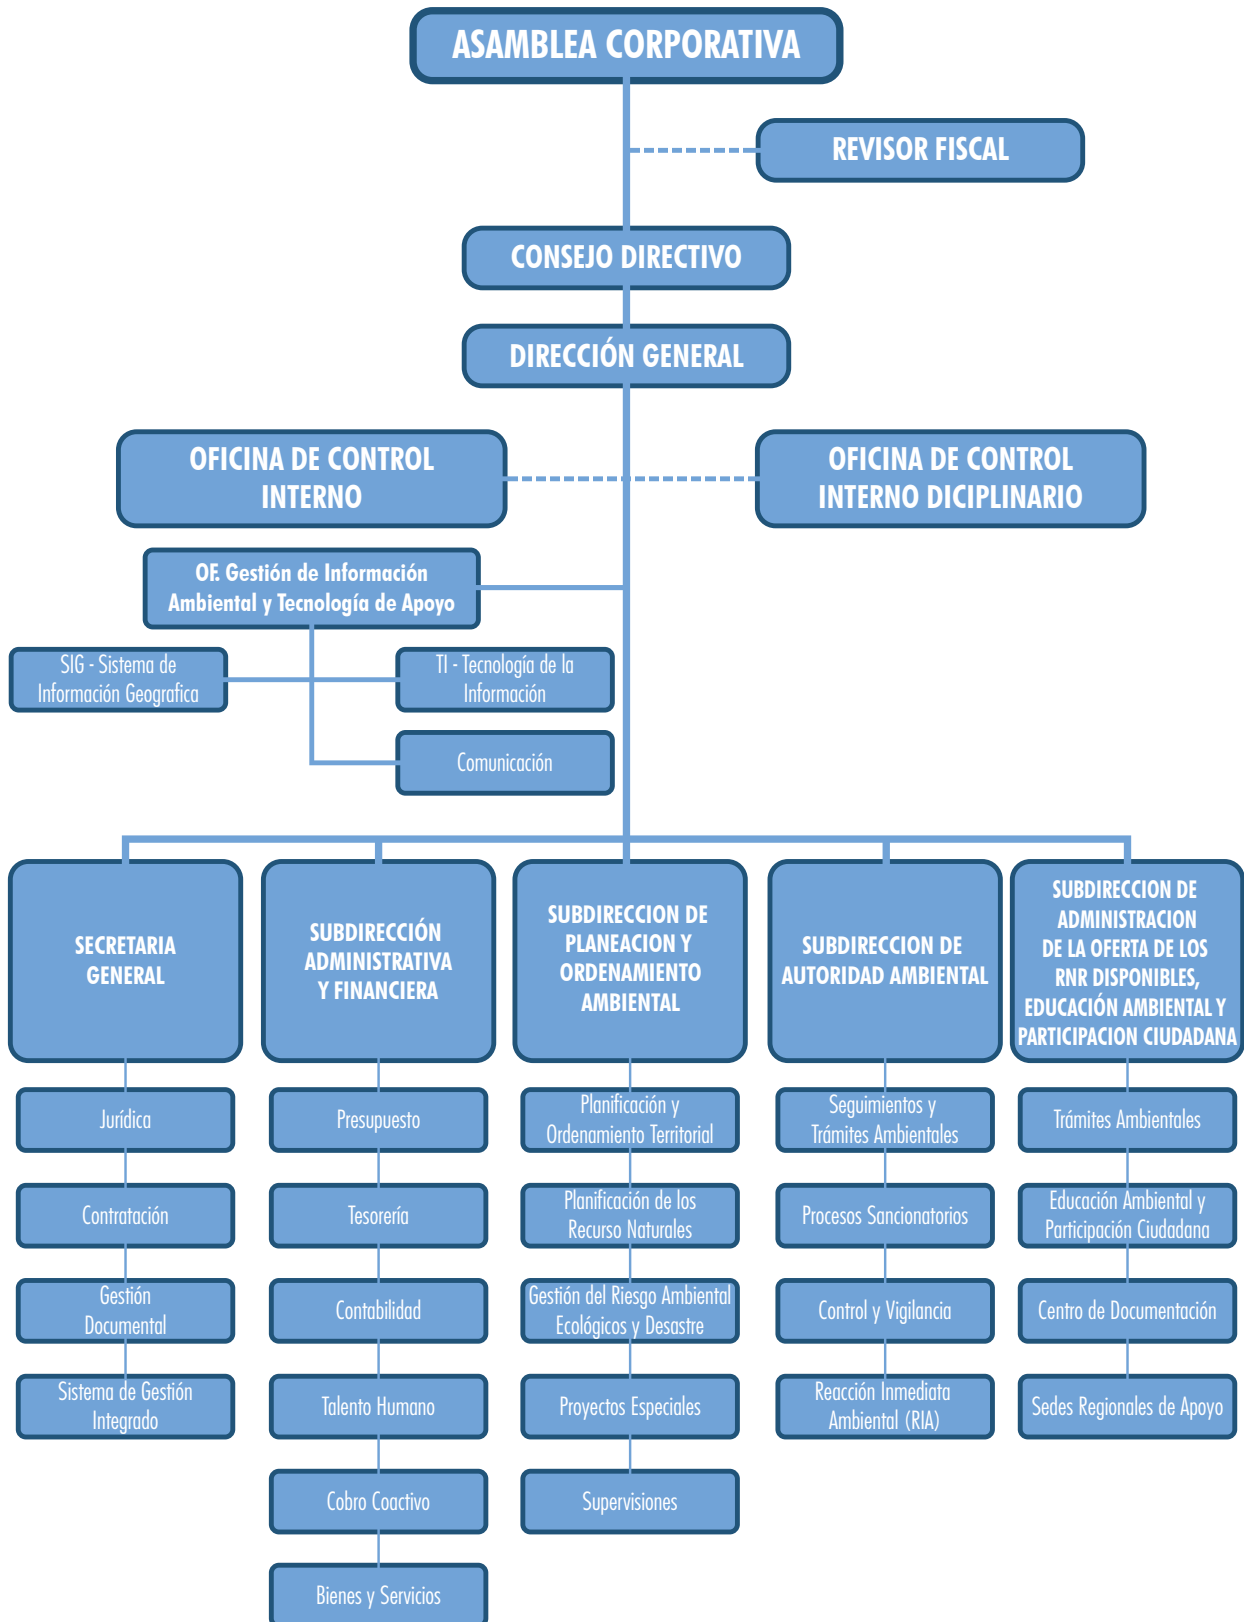 ASAMBLEA CORPORATIVA
REVISOR FISCAL
CONSEJO DIRECTIVO
DIRECCIÓN GENERAL
OFICINA DE CONTROL
INTERNO
OFICINA DE CONTROL
INTERNO DICIPLINARIO
OF. Gestión de Información
Ambiental y Tecnología de Apoyo
SIG - Sistema de
Información Geografica
TI - Tecnología de la
Información
Comunicación
SECRETARIA
GENERAL
Jurídica
Contratación
Gestión
Documental
Sistema de Gestión
Integrado
SUBDIRECCIÓN
ADMINISTRATIVA
Y FINANCIERA
Presupuesto
Tesorería
Contabilidad
Talento Humano
Cobro Coactivo
Bienes y Servicios
SUBDIRECCION DE
PLANEACION Y
ORDENAMIENTO
AMBIENTAL
Planificación y
Ordenamiento Territorial
Planificación de los
Recurso Naturales
Gestión del Riesgo Ambiental
Ecológicos y Desastre
Proyectos Especiales
Supervisiones
SUBDIRECCION DE
AUTORIDAD AMBIENTAL
Seguimientos y
Trámites Ambientales
Procesos Sancionatorios
Control y Vigilancia
Reacción Inmediata
Ambiental (RIA)
SUBDIRECCION DE
ADMINISTRACION
DE LA OFERTA DE LOS
RNR DISPONIBLES,
EDUCACIÓN AMBIENTAL Y
PARTICIPACION CIUDADANA
Trámites Ambientales
Educación Ambiental y
Participación Ciudadana
Centro de Documentación
Sedes Regionales de Apoyo